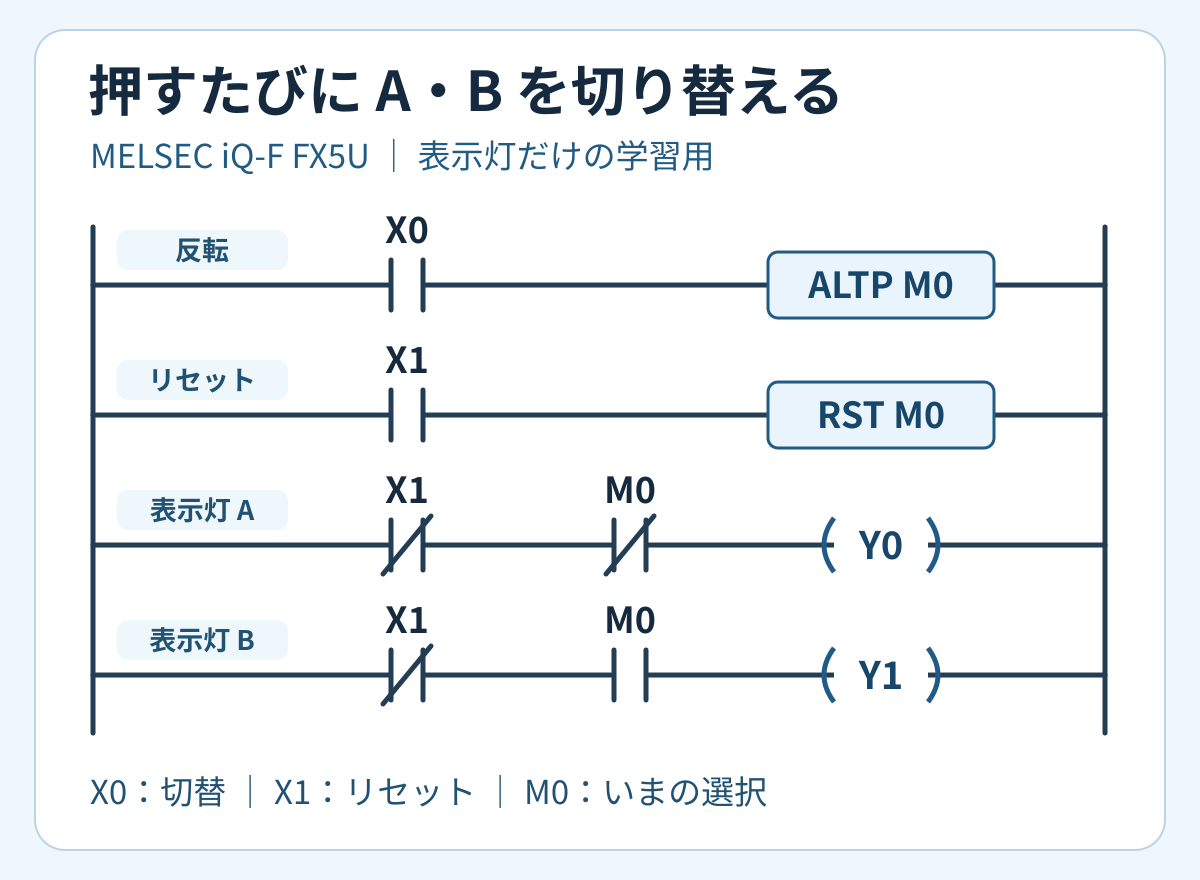 押すたびに A・B を切り替える
MELSEC iQ-F FX5U ｜ 表示灯だけの学習用
反転
X0
ALTP M0
リセット
X1
RST M0
表示灯 A
X1
M0
Y0
表示灯 B
X1
M0
Y1
X0：切替 ｜ X1：リセット ｜ M0：いまの選択